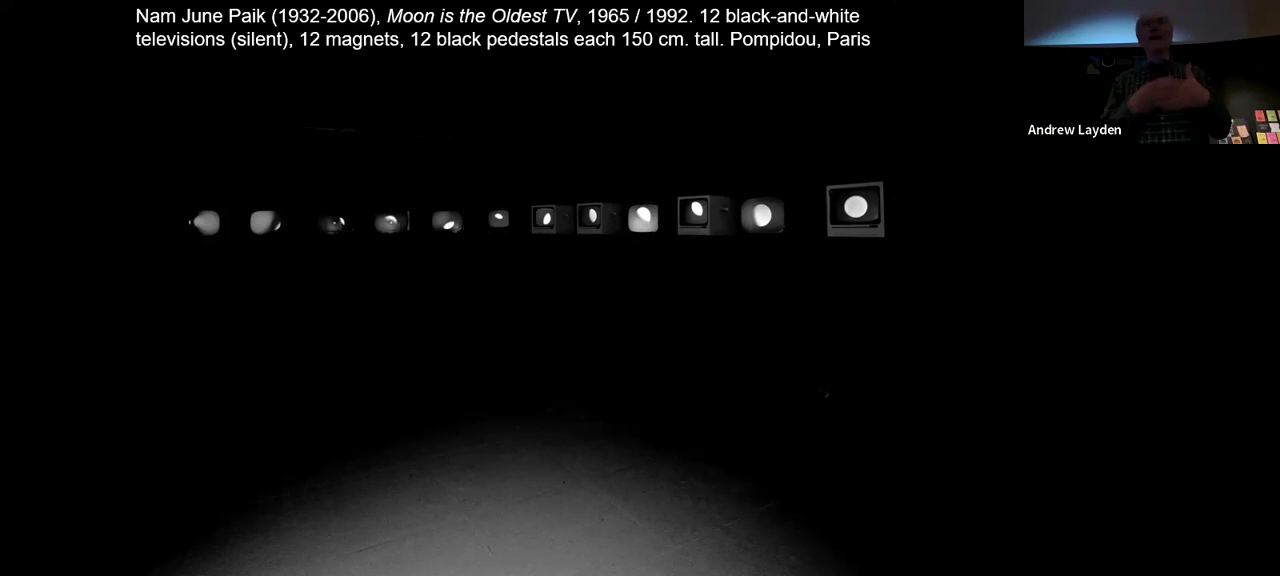 Nam June Paik (1932-2006), Moon is the Oldest TV, 1965 / 1992. 12 black-and-white
televisions (silent), 12 magnets, 12 black pedestals each 150 cm. tall. Pompidou, Paris
Andrew Layden